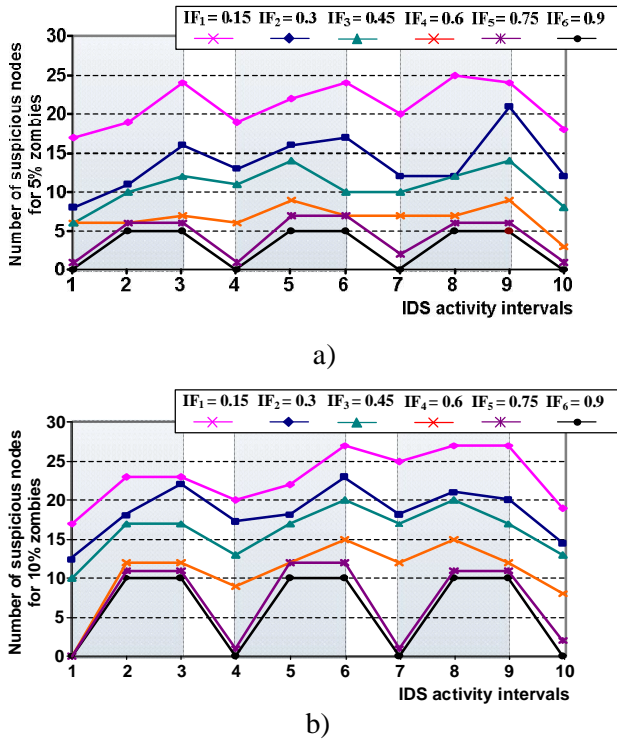 IF₁ = 0.15 IF₂ = 0.3 IF₃ = 0.45 IF₄ = 0.6 IF₅ = 0.75 IF₆ = 0.9
Number of suspicious nodes
for 5% zombies
30
25
20
15
10
5
0
1 2 3 4 5 6 7 8 9 10
IDS activity intervals
a)
IF₁ = 0.15 IF₂ = 0.3 IF₃ = 0.45 IF₄ = 0.6 IF₅ = 0.75 IF₆ = 0.9
Number of suspicious nodes
for 10% zombies
30
25
20
15
10
5
0
1 2 3 4 5 6 7 8 9 10
IDS activity intervals
b)